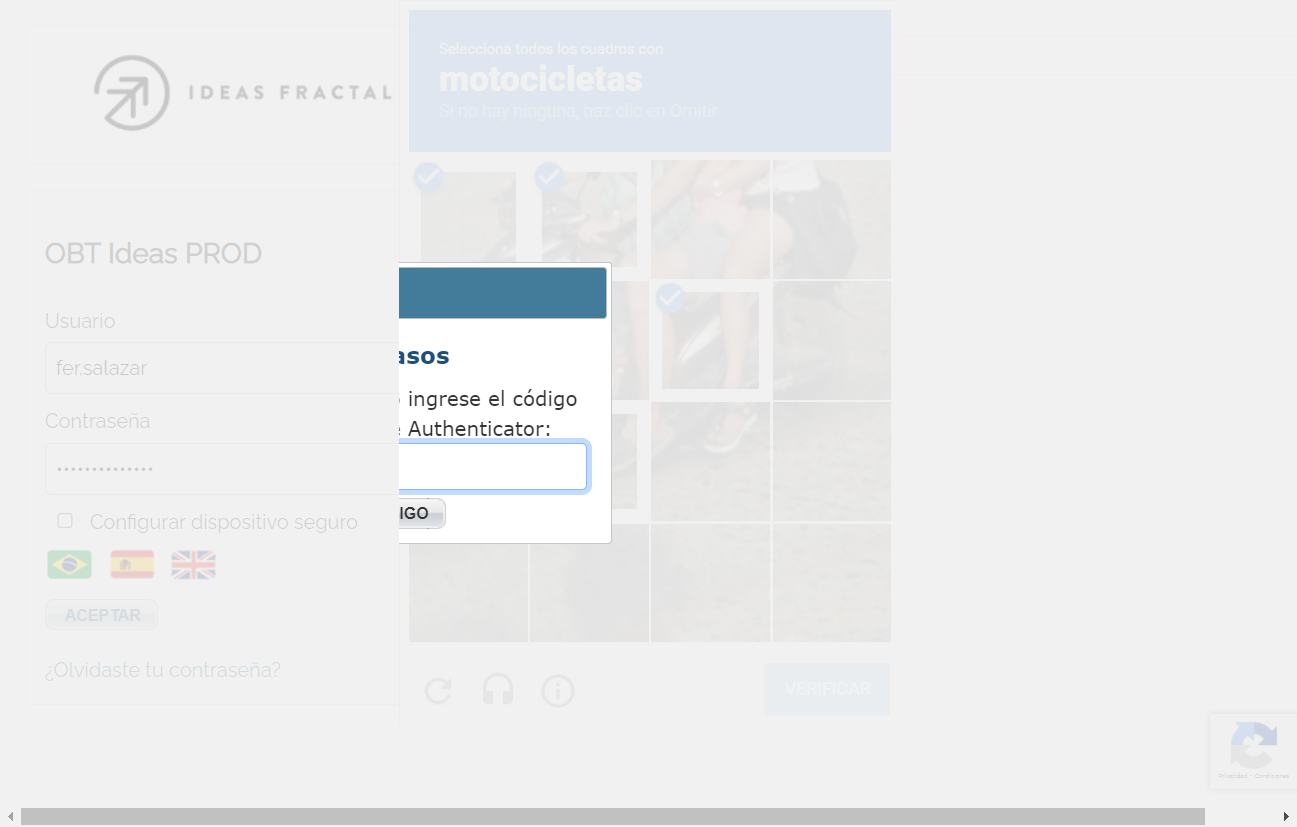 IDEAS FRACTAL
OBT Ideas PROD
Usuario
fer.salazar
Contraseña
Configurar dispositivo seguro
ACEPTAR
¿Olvidaste tu contraseña?
Selecciona todos los cuadros con
motocicletas
Si no hay ninguna, haz clic en Omitir
asos
ingrese el código
e Authenticator:
IGO
VERIFICAR
Privacidad - Condiciones